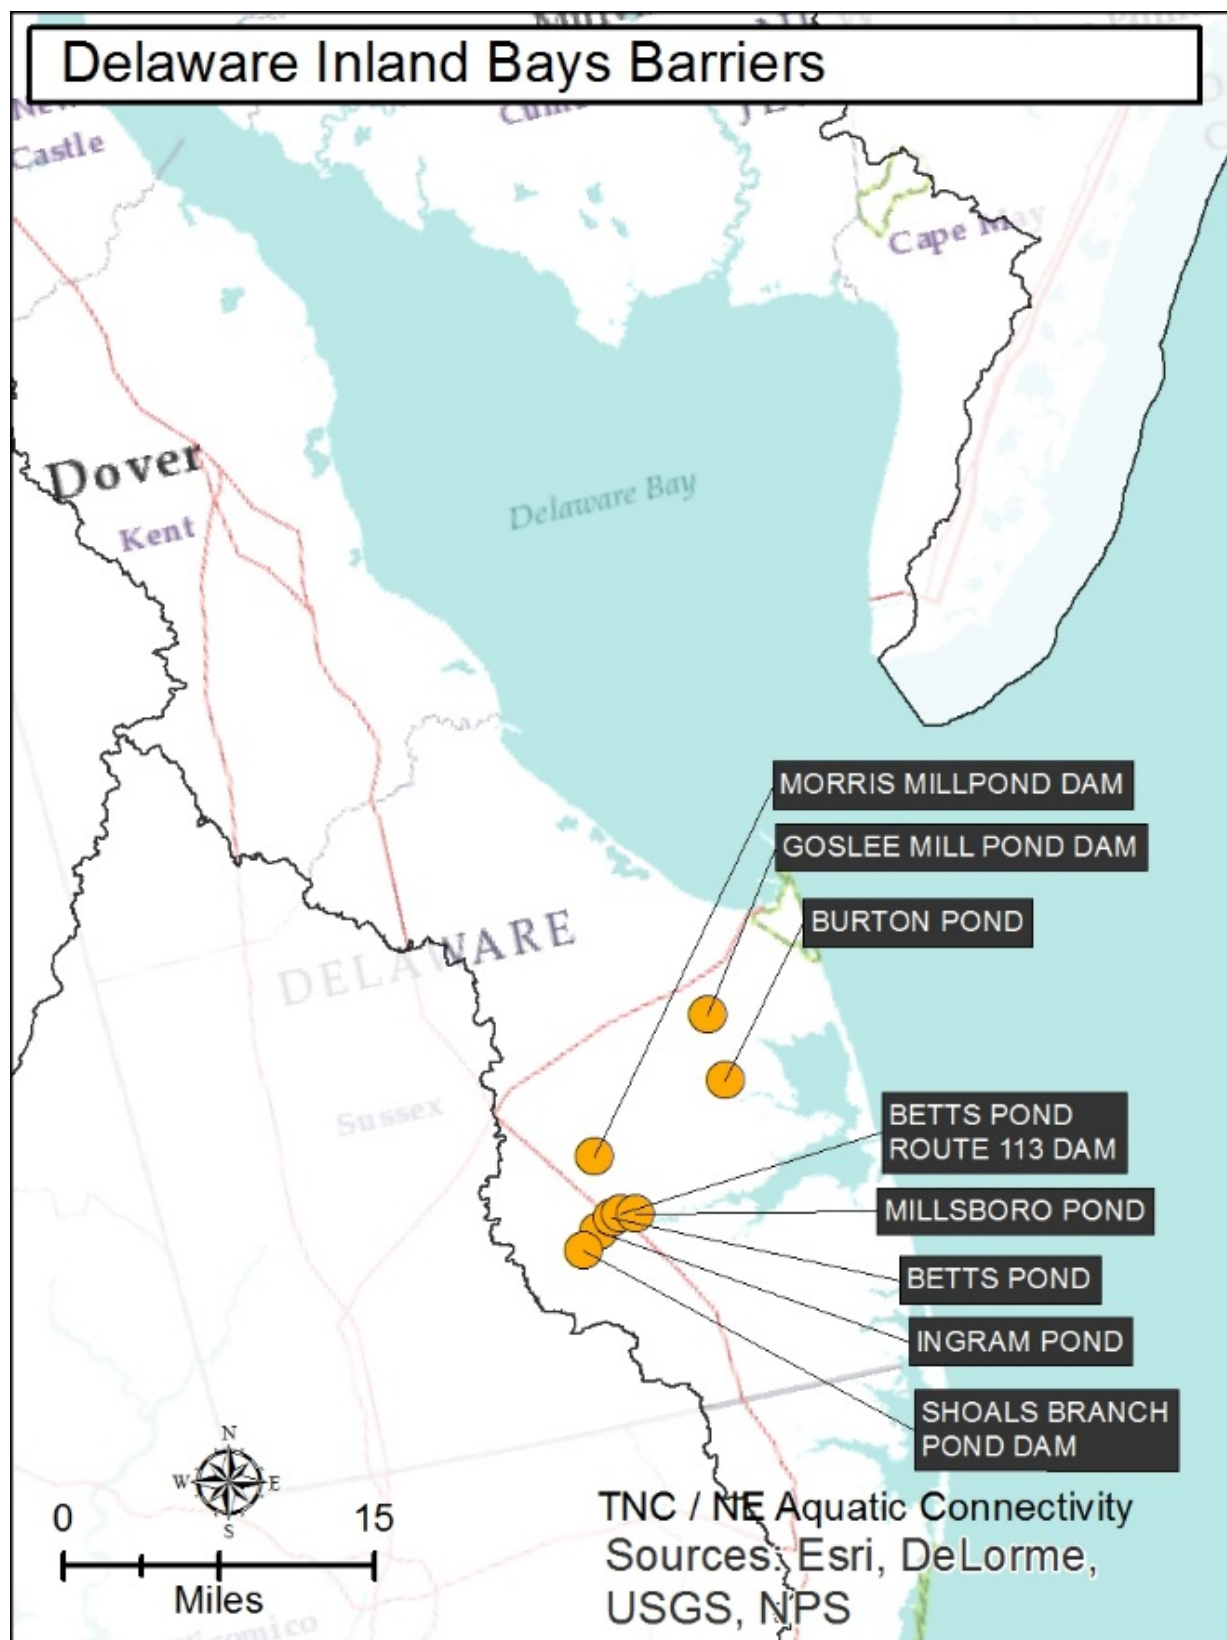 Delaware Inland Bays Barriers
Castle
Cape May
Dover
Kent
Delaware Bay
MORRIS MILLPOND DAM
GOSLEE MILL POND DAM
BURTON POND
DELAWARE
Sussex
BETTS POND
ROUTE 113 DAM
MILLSBORO POND
BETTS POND
INGRAM POND
SHOALS BRANCH
POND DAM
N
W E
S
0 15
Miles
TNC / NE Aquatic Connectivity
Sources: Esri, DeLorme,
USGS, NPS